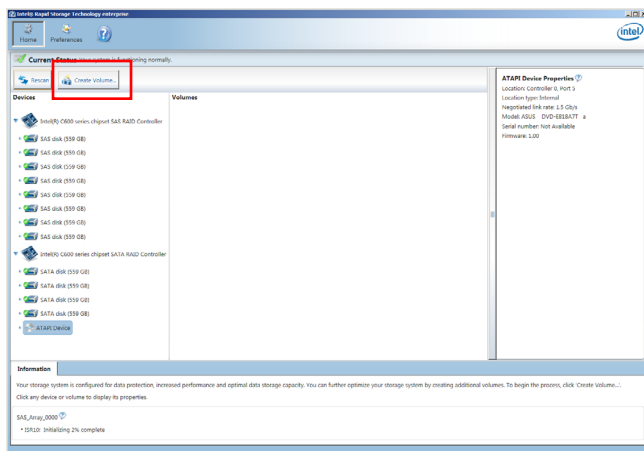 Intel® Rapid Storage Technology enterprise
Home
Preferences
intel
Current Status Your system is functioning normally.
Rescan
Create Volume...
Devices
Volumes
Intel(R) C600 series chipset SAS RAID Controller
SAS disk (559 GB)
SAS disk (559 GB)
SAS disk (559 GB)
SAS disk (559 GB)
SAS disk (559 GB)
SAS disk (559 GB)
SAS disk (559 GB)
SAS disk (559 GB)
Intel(R) C600 series chipset SATA RAID Controller
SATA disk (559 GB)
SATA disk (559 GB)
SATA disk (559 GB)
SATA disk (559 GB)
ATAPI Device
ATAPI Device Properties
Location: Controller 0, Port 5
Location type: Internal
Negotiated link rate: 1.5 Gb/s
Model: ASUS DVD-E818A7T a
Serial number: Not Available
Firmware: 1.00
Information
Your storage system is configured for data protection, increased performance and optimal data storage capacity. You can further optimize your storage system by creating additional volumes. To begin the process, click 'Create Volume...'.
Click any device or volume to display its properties.
SAS_Array_0000
• ISR10: Initializing 2% complete